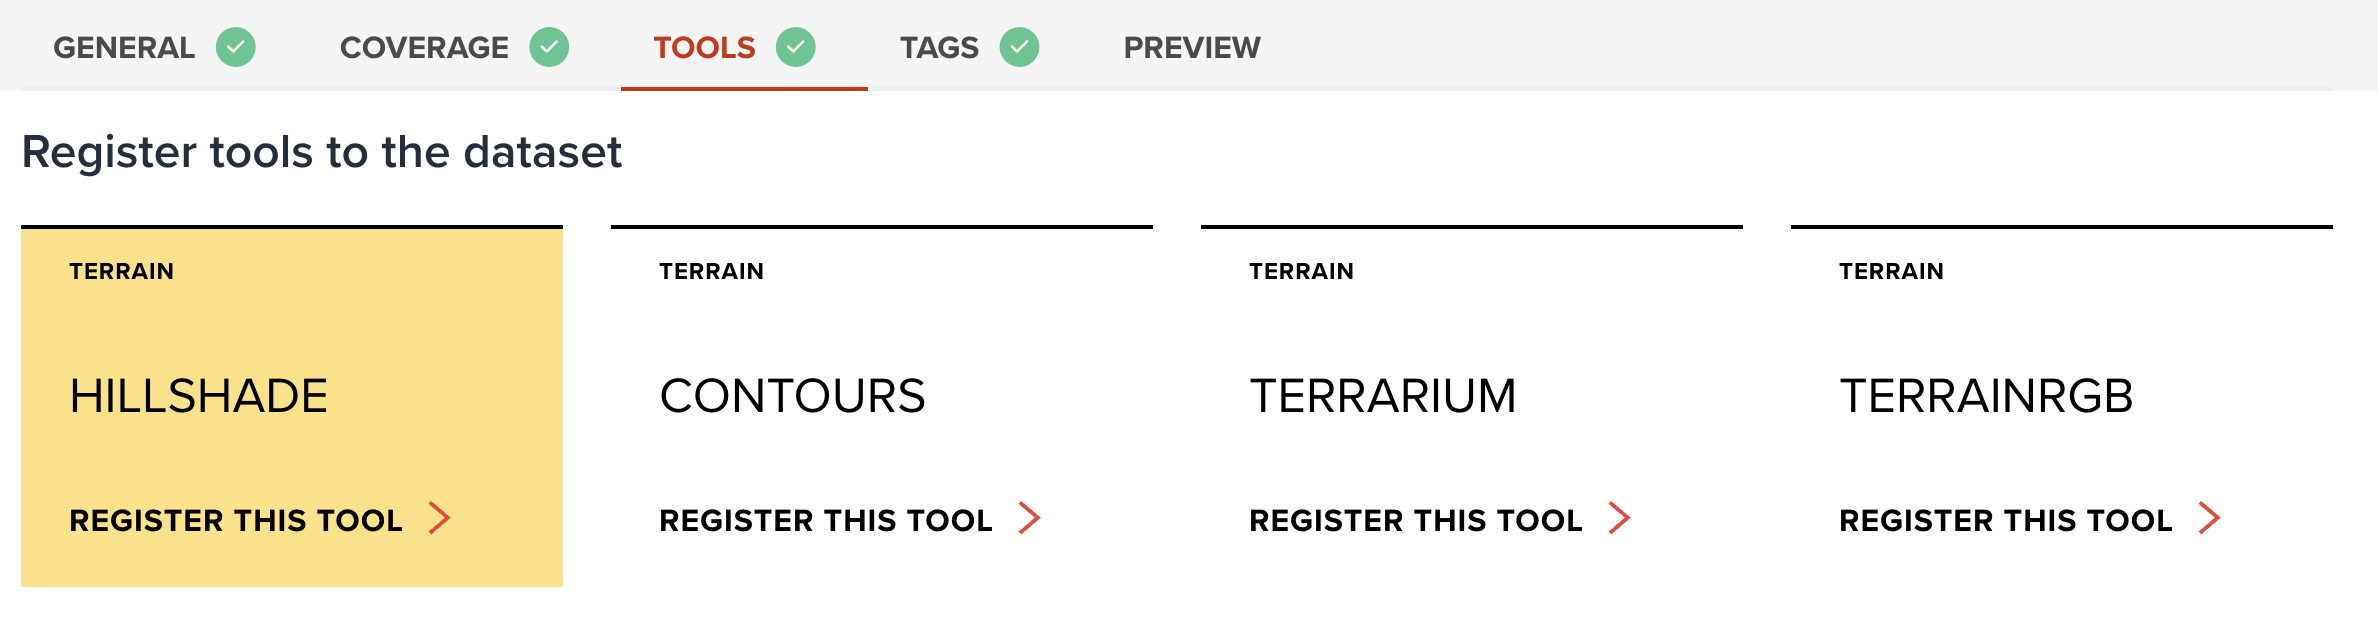 GENERAL COVERAGE TOOLS TAGS PREVIEW
Register tools to the dataset
TERRAIN
HILLSHADE
REGISTER THIS TOOL
TERRAIN
CONTOURS
REGISTER THIS TOOL
TERRAIN
TERRARIUM
REGISTER THIS TOOL
TERRAIN
TERRAINRGB
REGISTER THIS TOOL